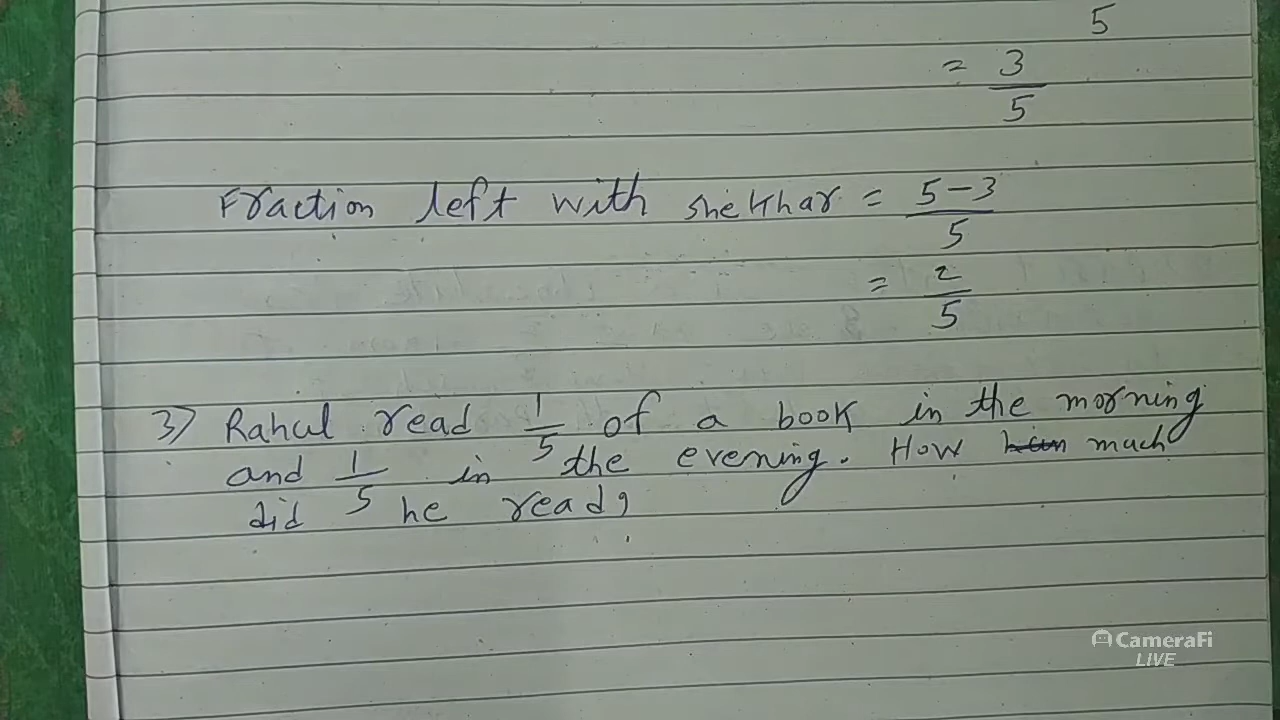 5
= 3
5
Fraction left with shekhar = 5-3
5
= 2
5
3) Rahul read 1/5 of a book in the morning
and 1/5 in the evening. How much
did he read?
CameraFi
LIVE